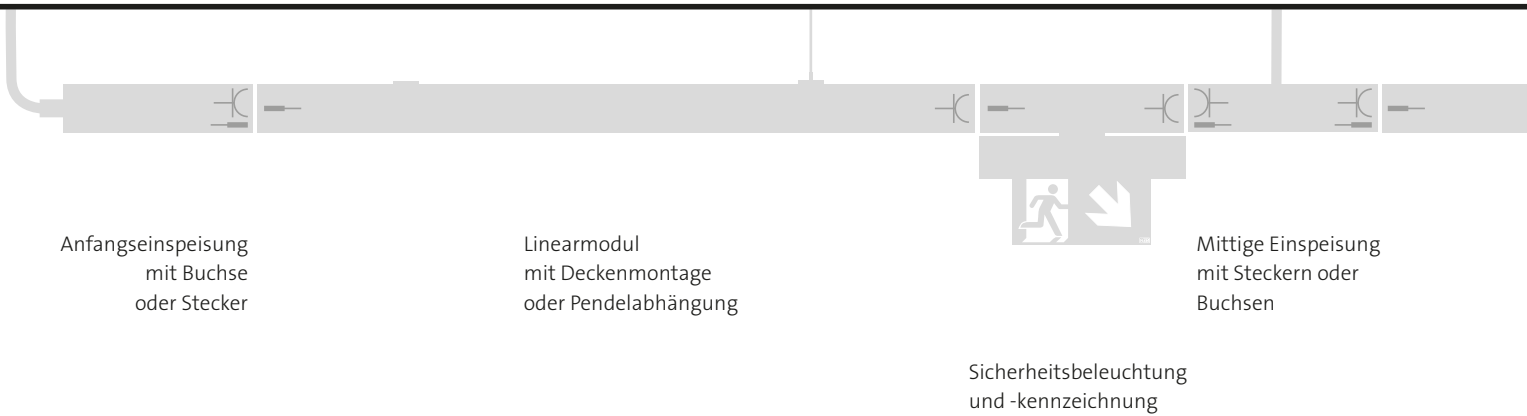 Anfangseinspeisung
mit Buchse
oder Stecker
Linearmodul
mit Deckenmontage
oder Pendelabhängung
Mittige Einspeisung
mit Steckern oder
Buchsen
Sicherheitsbeleuchtung
und -kennzeichnung